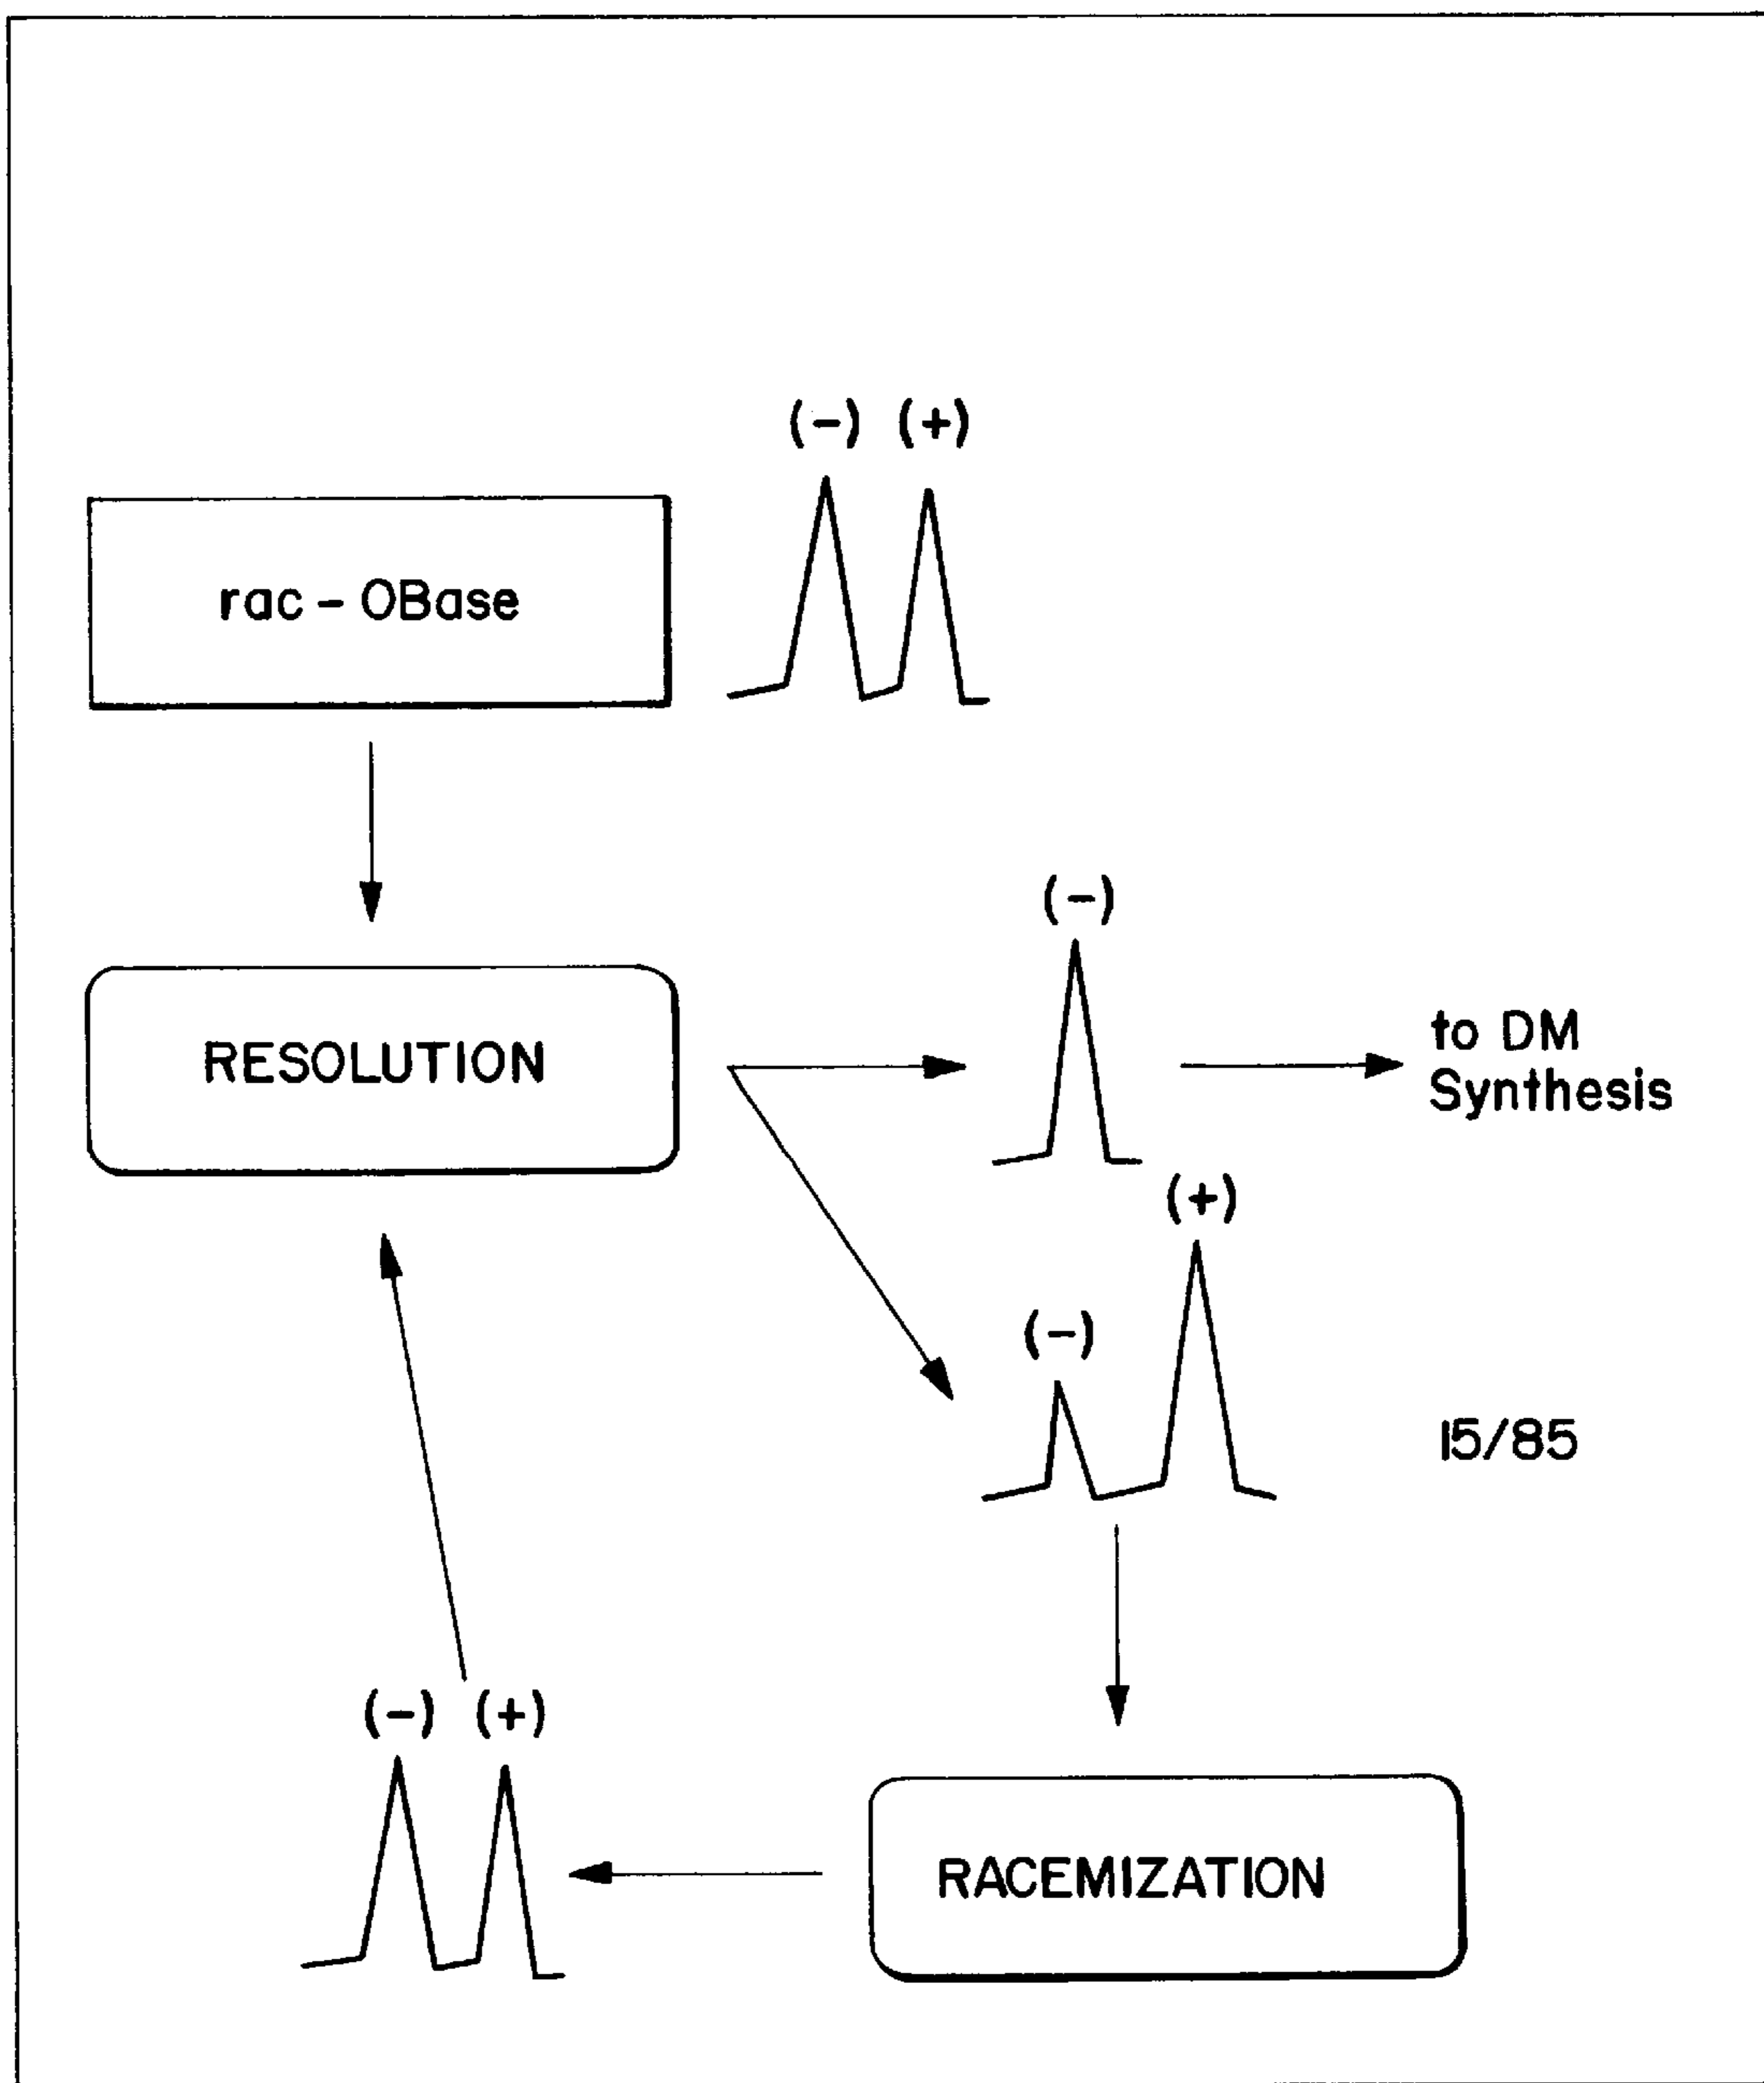 (-) (+)
rac - OBase
(-)
RESOLUTION
to DM
Synthesis
(+)
(-)
15/85
(-) (+)
RACEMIZATION